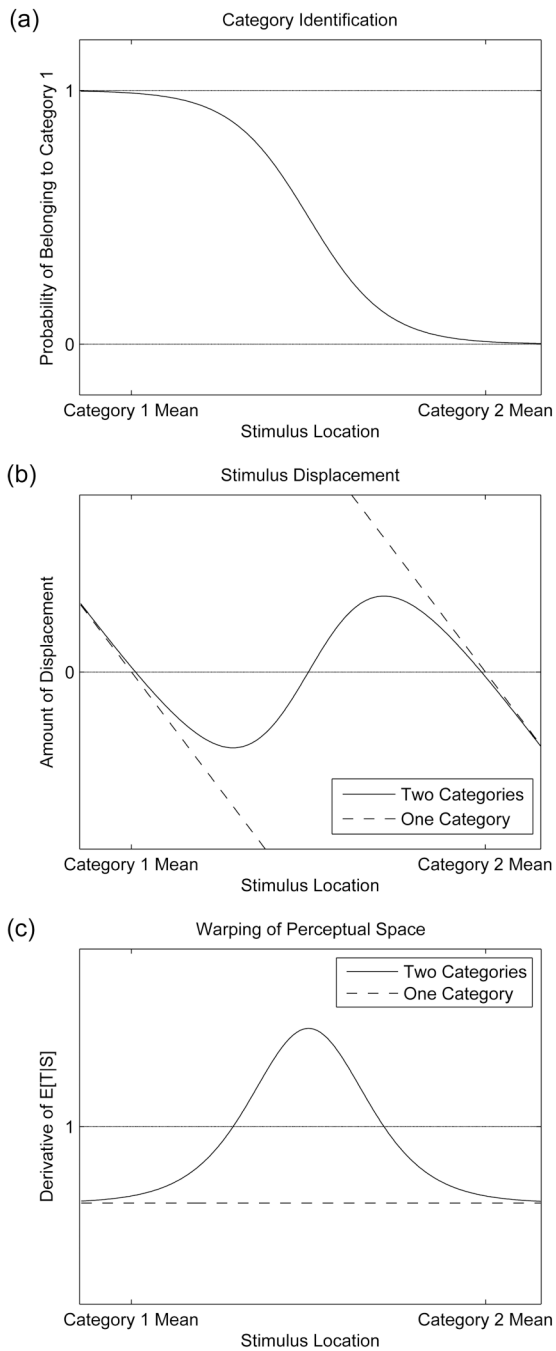 (a)
Category Identification
Probability of Belonging to Category 1
1
0
Category 1 Mean
Category 2 Mean
Stimulus Location
(b)
Stimulus Displacement
Amount of Displacement
0
Two Categories
One Category
Category 1 Mean
Category 2 Mean
Stimulus Location
(c)
Warping of Perceptual Space
Derivative of E[T|S]
1
Two Categories
One Category
Category 1 Mean
Category 2 Mean
Stimulus Location